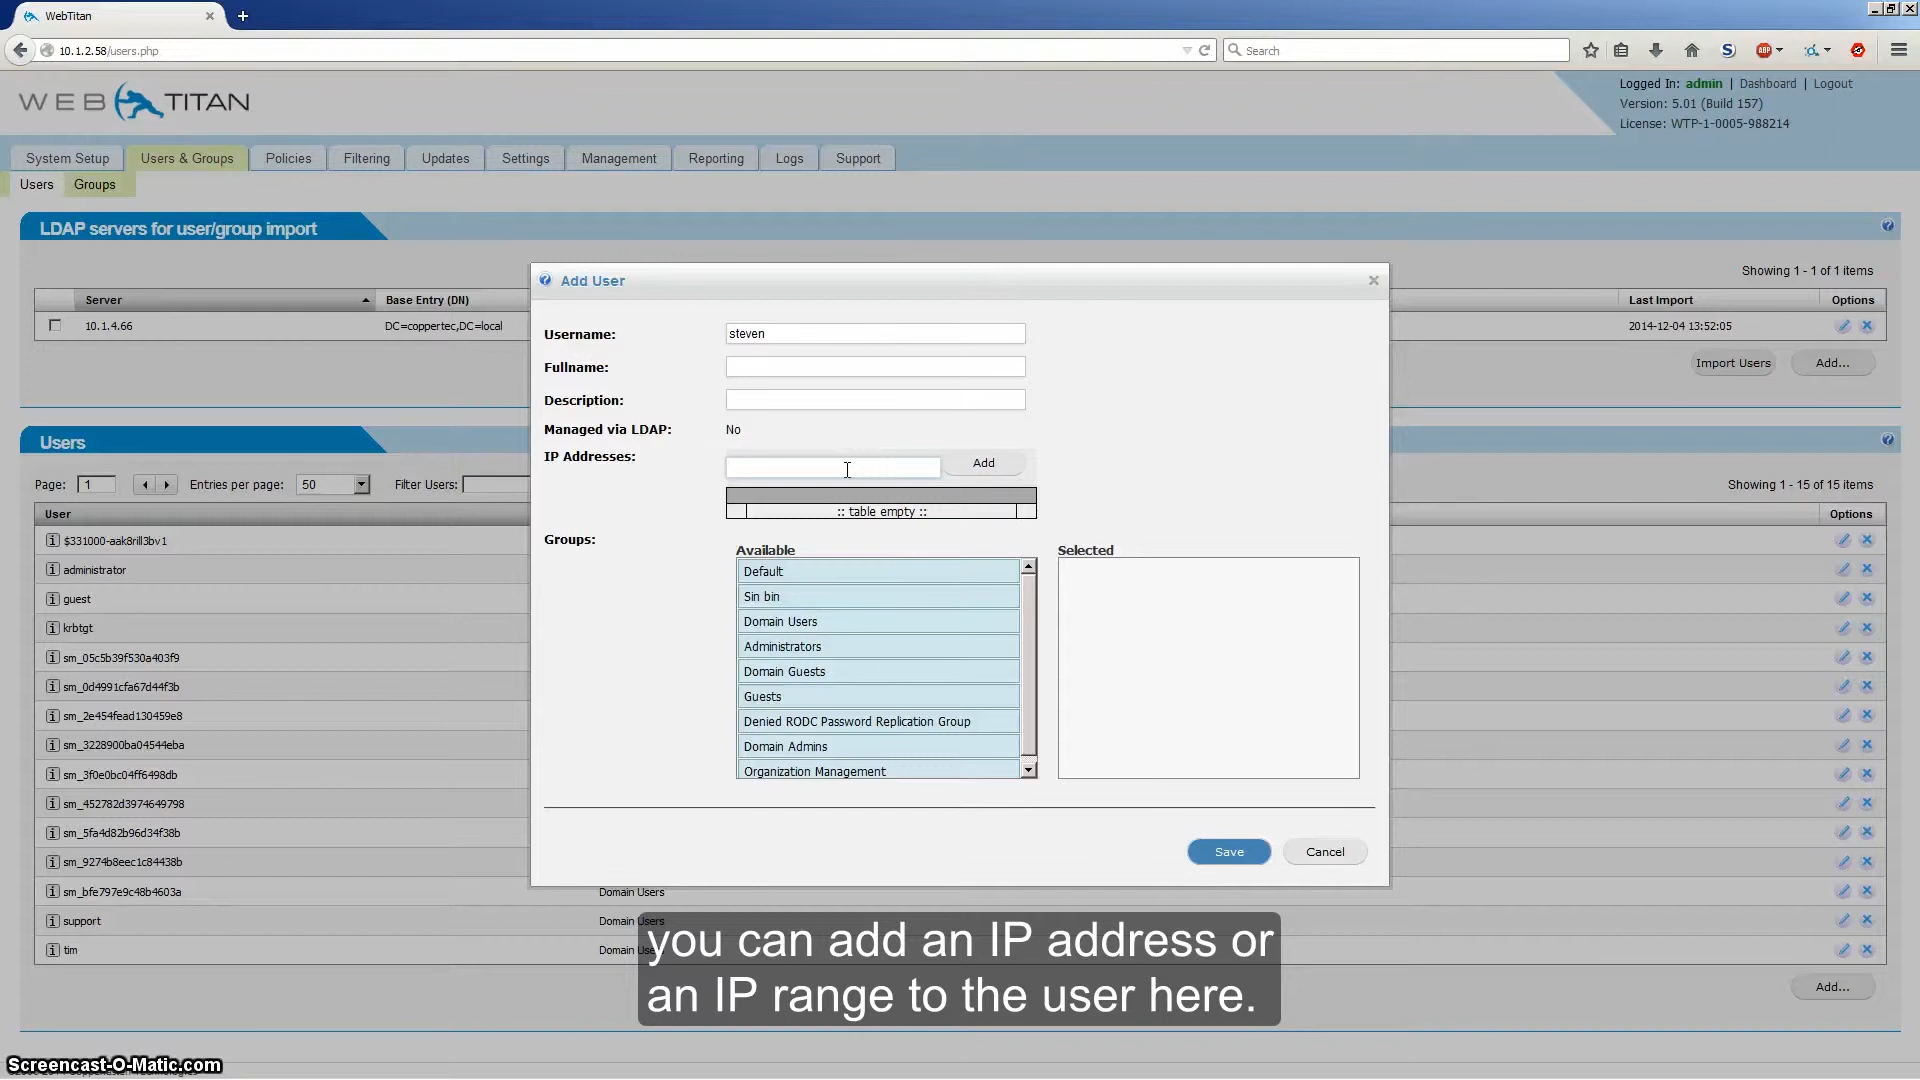 WebTitan
10.1.2.58/users.php
Search
WEB TITAN
Logged In: admin | Dashboard | Logout
Version: 5.01 (Build 157)
License: WTP-1-0005-988214
System Setup
Users & Groups
Policies
Filtering
Updates
Settings
Management
Reporting
Logs
Support
Users
Groups
LDAP servers for user/group import
Showing 1 - 1 of 1 items
Server
Base Entry (DN)
Last Import
Options
10.1.4.66
DC=coppertec,DC=local
2014-12-04 13:52:05
Import Users
Add...
Users
Page: 1
Entries per page: 50
Filter Users:
Showing 1 - 15 of 15 items
User
Options
$331000-aak8rill3bv1
administrator
guest
krbtgt
sm_05c5b39f530a403f9
sm_0d4991cfa67d44f3b
sm_2e454fead130459e8
sm_3228900ba04544eba
sm_3f0e0bc04ff6498db
sm_452782d3974649798
sm_5fa4d82b96d34f38b
sm_9274b8eec1c84438b
sm_bfe797e9c48b4603a
Domain Users
support
Domain Users
tim
Add...
Add User
Username: steven
Fullname:
Description:
Managed via LDAP: No
IP Addresses:
Add
:: table empty ::
Groups:
Available
Selected
Default
Sin bin
Domain Users
Administrators
Domain Guests
Guests
Denied RODC Password Replication Group
Domain Admins
Organization Management
Save
Cancel
you can add an IP address or
an IP range to the user here.
Screencast-O-Matic.com